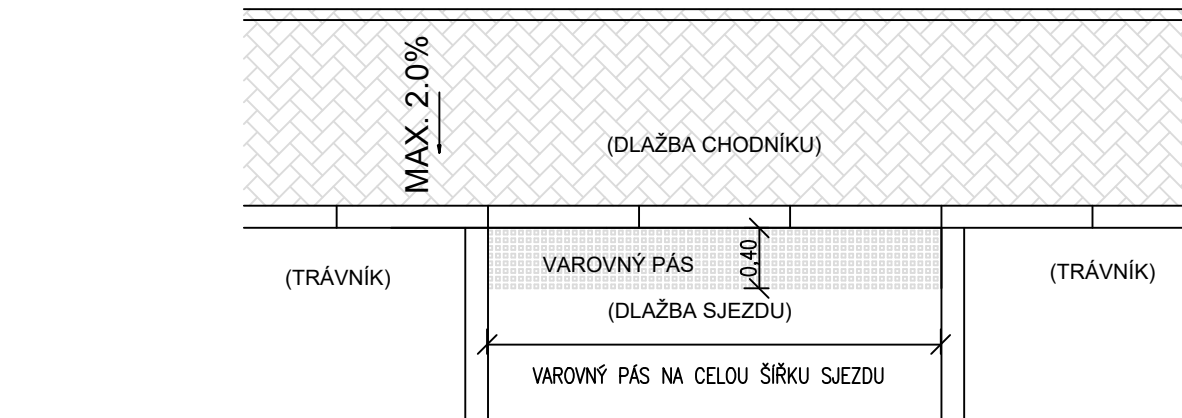 MAX. 2.0%
(DLAŽBA CHODNÍKU)
(TRÁVNÍK)
VAROVNÝ PÁS
0,40
(TRÁVNÍK)
(DLAŽBA SJEZDU)
VAROVNÝ PÁS NA CELOU ŠÍŘKU SJEZDU